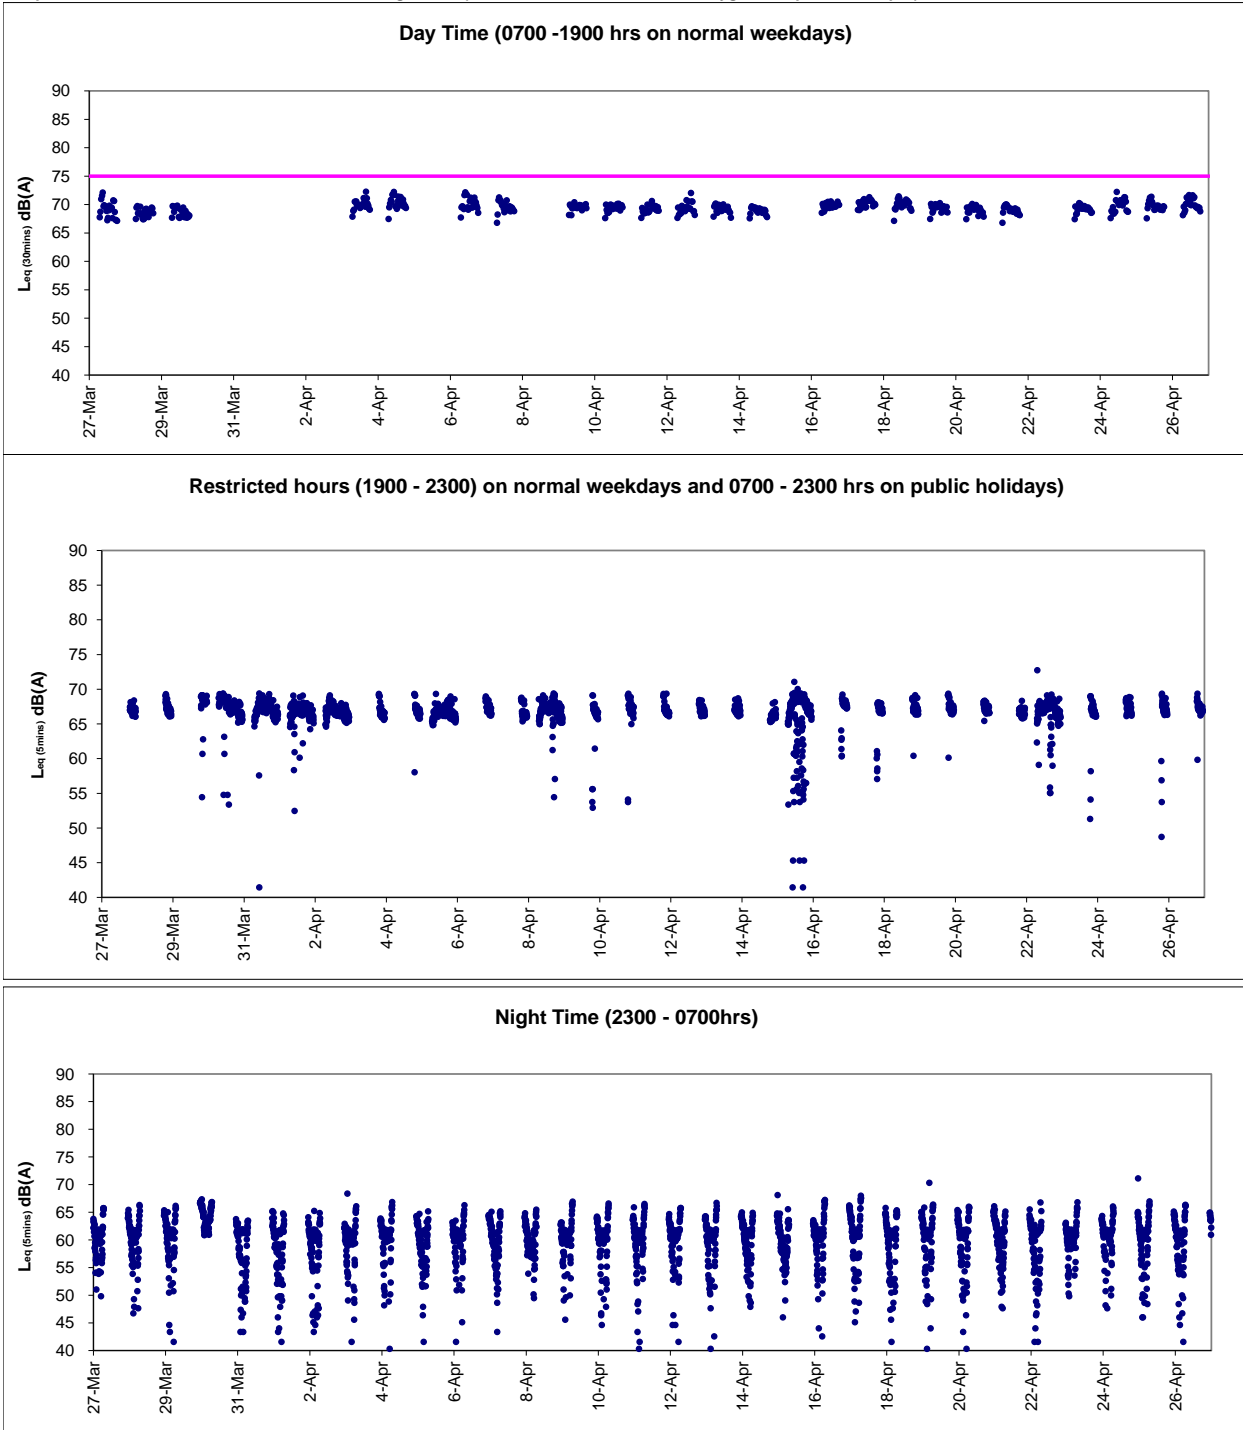 Day Time (0700 -1900 hrs on normal weekdays)
90
85
80
75
70
65
60
55
50
45
40
Leq (30mins) dB(A)
27-Mar
29-Mar
31-Mar
2-Apr
4-Apr
6-Apr
8-Apr
10-Apr
12-Apr
14-Apr
16-Apr
18-Apr
20-Apr
22-Apr
24-Apr
26-Apr
Restricted hours (1900 - 2300) on normal weekdays and 0700 - 2300 hrs on public holidays)
90
85
80
75
70
65
60
55
50
45
40
Leq (5mins) dB(A)
27-Mar
29-Mar
31-Mar
2-Apr
4-Apr
6-Apr
8-Apr
10-Apr
12-Apr
14-Apr
16-Apr
18-Apr
20-Apr
22-Apr
24-Apr
26-Apr
Night Time (2300 - 0700hrs)
90
85
80
75
70
65
60
55
50
45
40
Leq (5mins) dB(A)
27-Mar
29-Mar
31-Mar
2-Apr
4-Apr
6-Apr
8-Apr
10-Apr
12-Apr
14-Apr
16-Apr
18-Apr
20-Apr
22-Apr
24-Apr
26-Apr